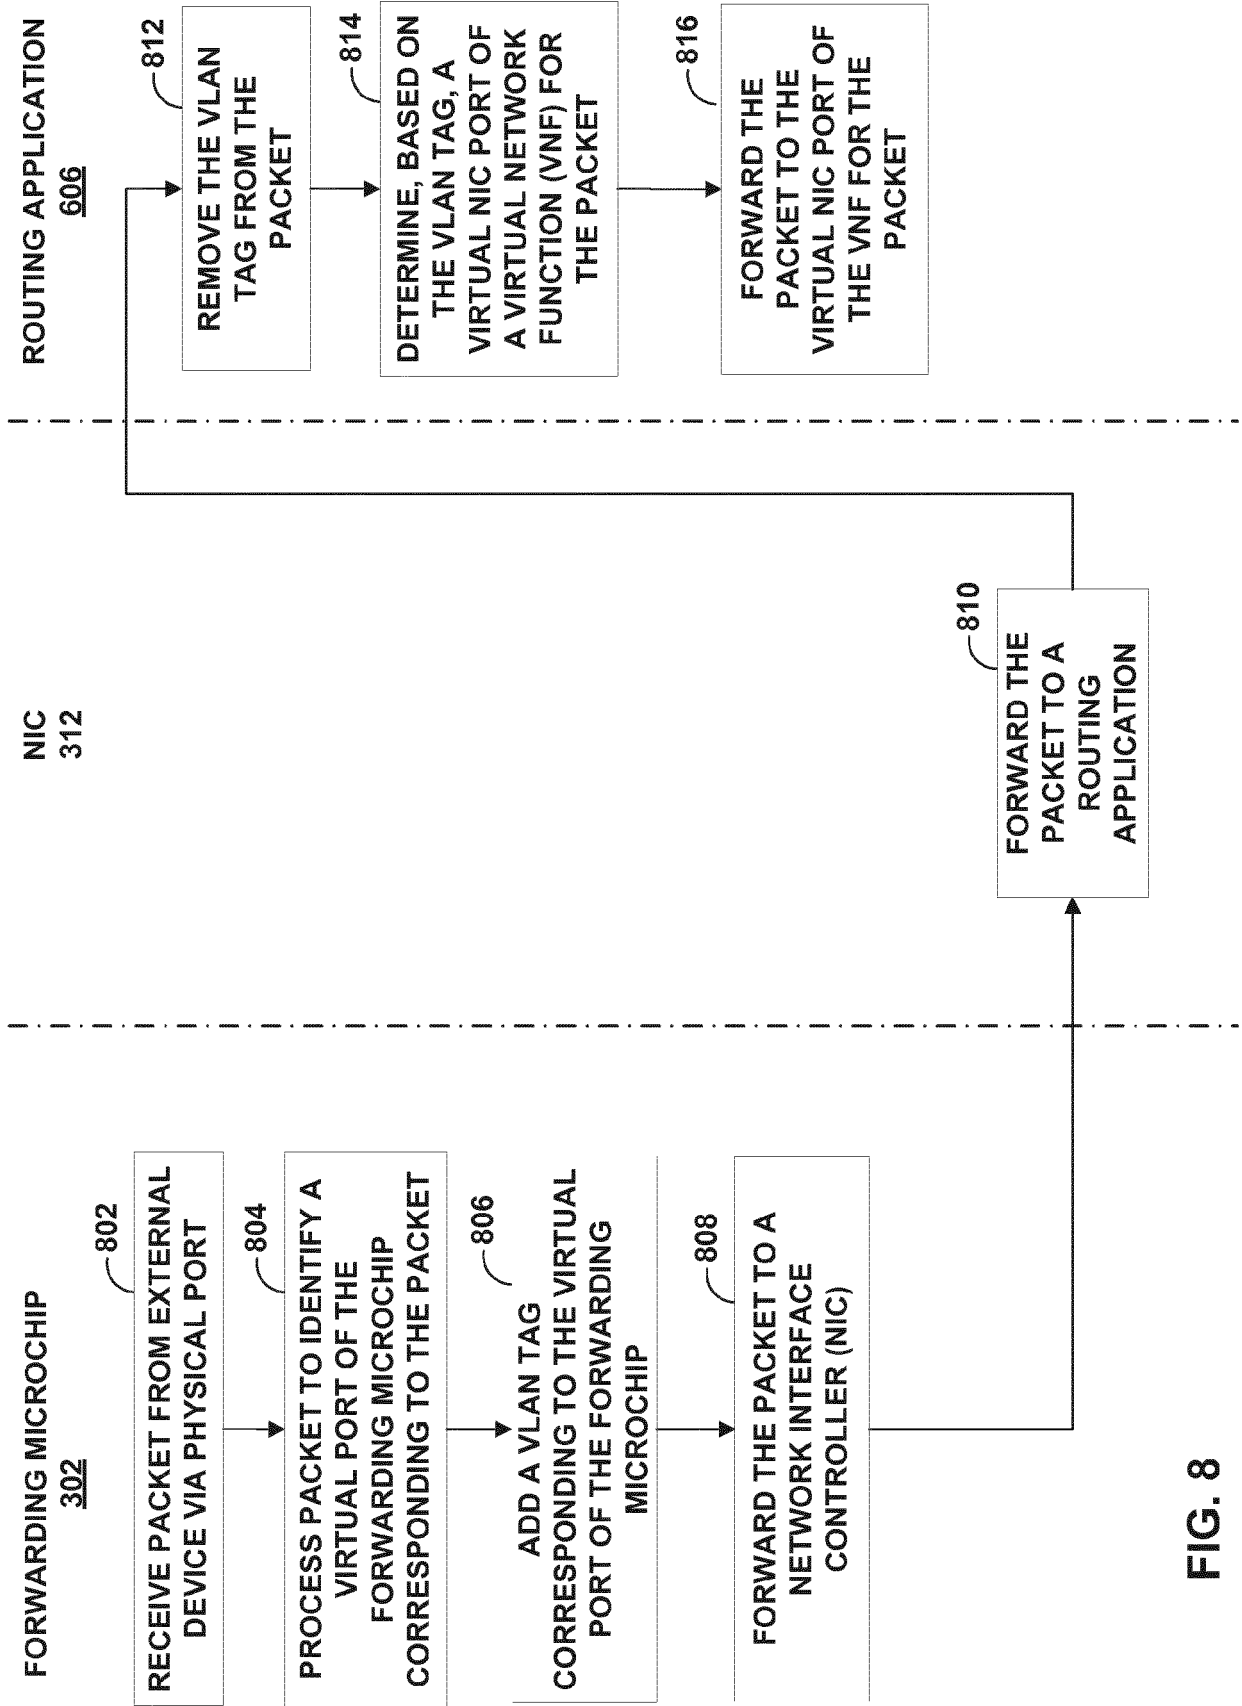 FORWARDING MICROCHIP
302
NIC
312
ROUTING APPLICATION
606
802
RECEIVE PACKET FROM EXTERNAL
DEVICE VIA PHYSICAL PORT
804
PROCESS PACKET TO IDENTIFY A
VIRTUAL PORT OF THE
FORWARDING MICROCHIP
CORRESPONDING TO THE PACKET
806
ADD A VLAN TAG
CORRESPONDING TO THE VIRTUAL
PORT OF THE FORWARDING
MICROCHIP
808
FORWARD THE PACKET TO A
NETWORK INTERFACE
CONTROLLER (NIC)
810
FORWARD THE
PACKET TO A
ROUTING
APPLICATION
812
REMOVE THE VLAN
TAG FROM THE
PACKET
814
DETERMINE, BASED ON
THE VLAN TAG, A
VIRTUAL NIC PORT OF
A VIRTUAL NETWORK
FUNCTION (VNF) FOR
THE PACKET
816
FORWARD THE
PACKET TO THE
VIRTUAL NIC PORT OF
THE VNF FOR THE
PACKET
FIG. 8